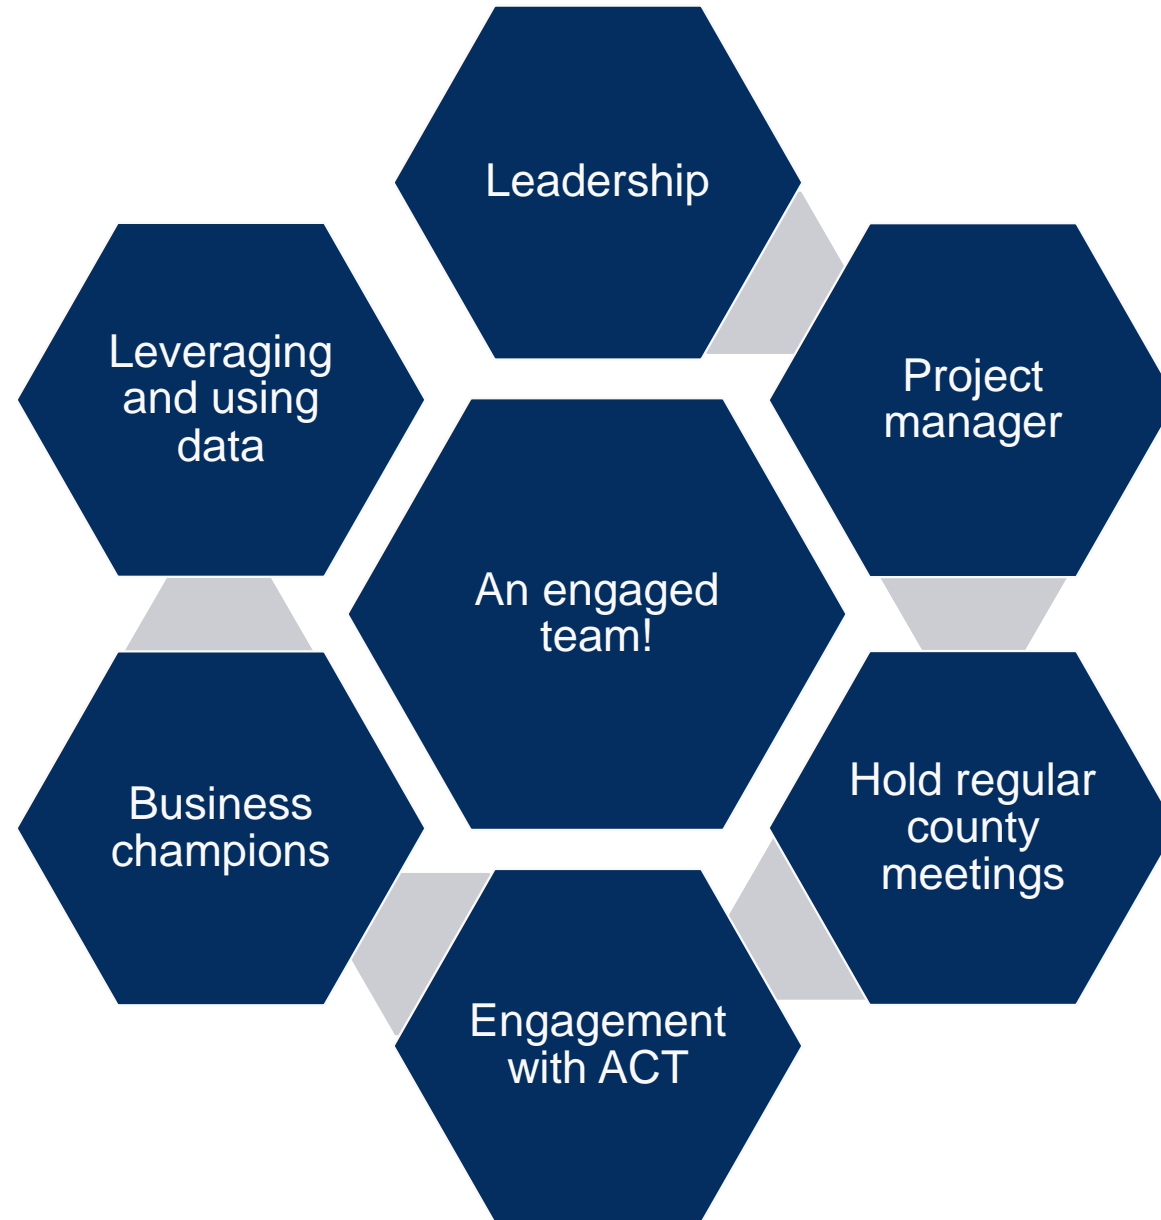 Leadership
Project
manager
Hold regular
county
meetings
Engagement
with ACT
Business
champions
Leveraging
and using
data
An engaged
team!